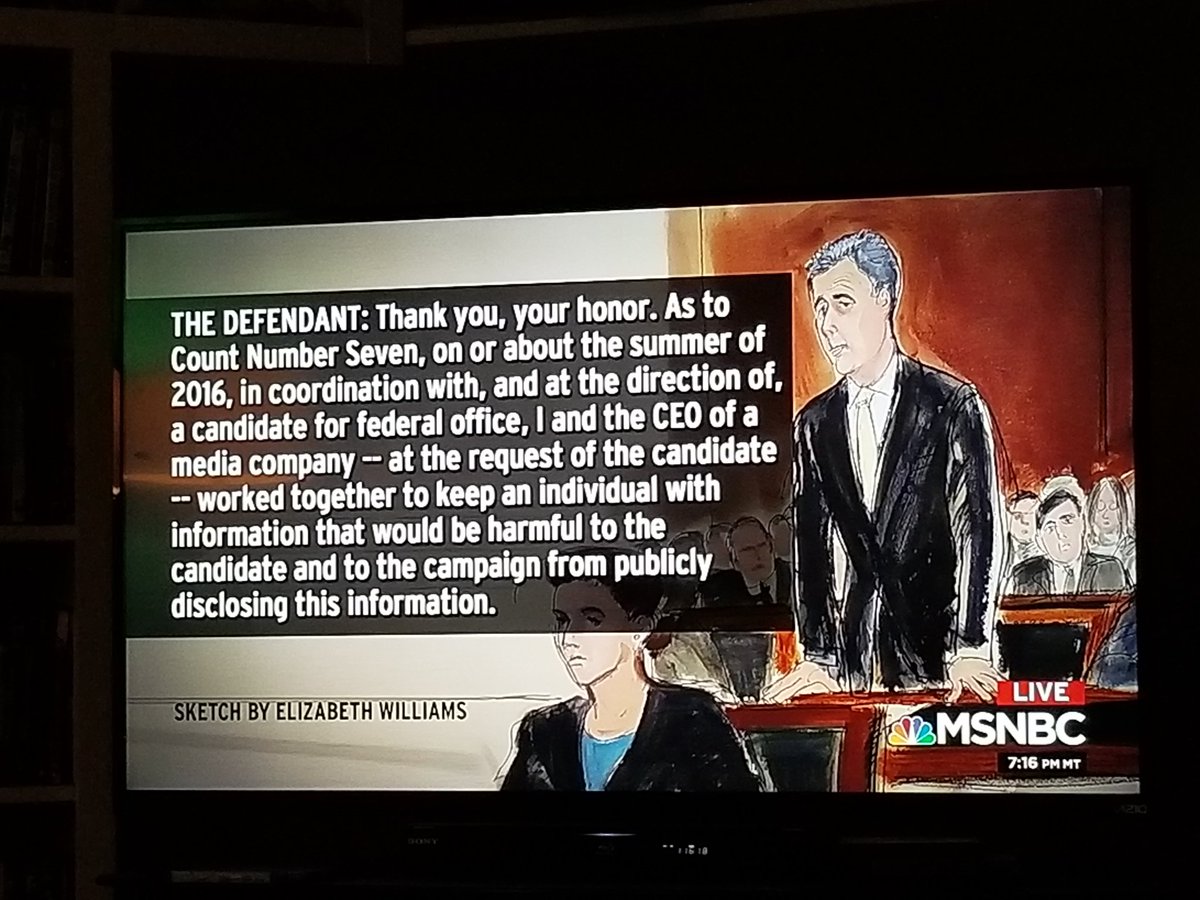 THE DEFENDANT: Thank you, your honor. As to
Count Number Seven, on or about the summer of
2016, in coordination with, and at the direction of,
a candidate for federal office, I and the CEO of a
media company -- at the request of the candidate
-- worked together to keep an individual with
information that would be harmful to the
candidate and to the campaign from publicly
disclosing this information.
SKETCH BY ELIZABETH WILLIAMS
LIVE
MSNBC
7:16 PM MT
VIZIO
SONY